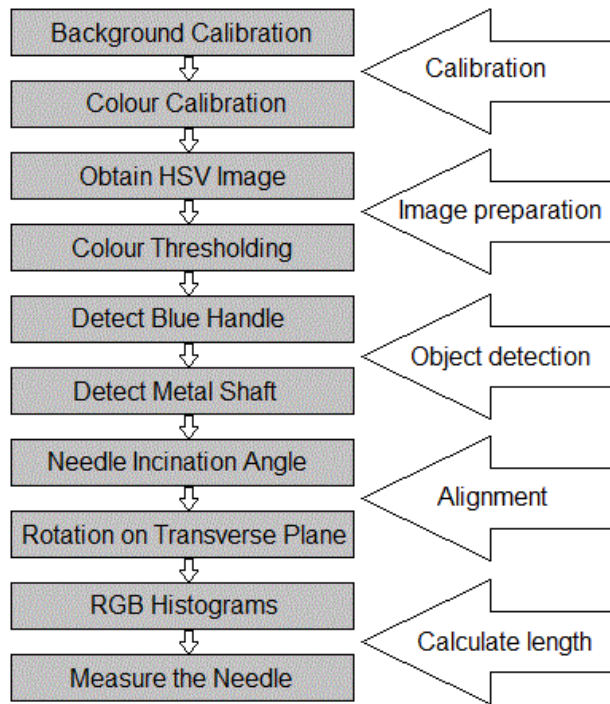 Background Calibration
Colour Calibration
Calibration
Obtain HSV Image
Colour Thresholding
Image preparation
Detect Blue Handle
Detect Metal Shaft
Object detection
Needle Incination Angle
Rotation on Transverse Plane
Alignment
RGB Histograms
Measure the Needle
Calculate length